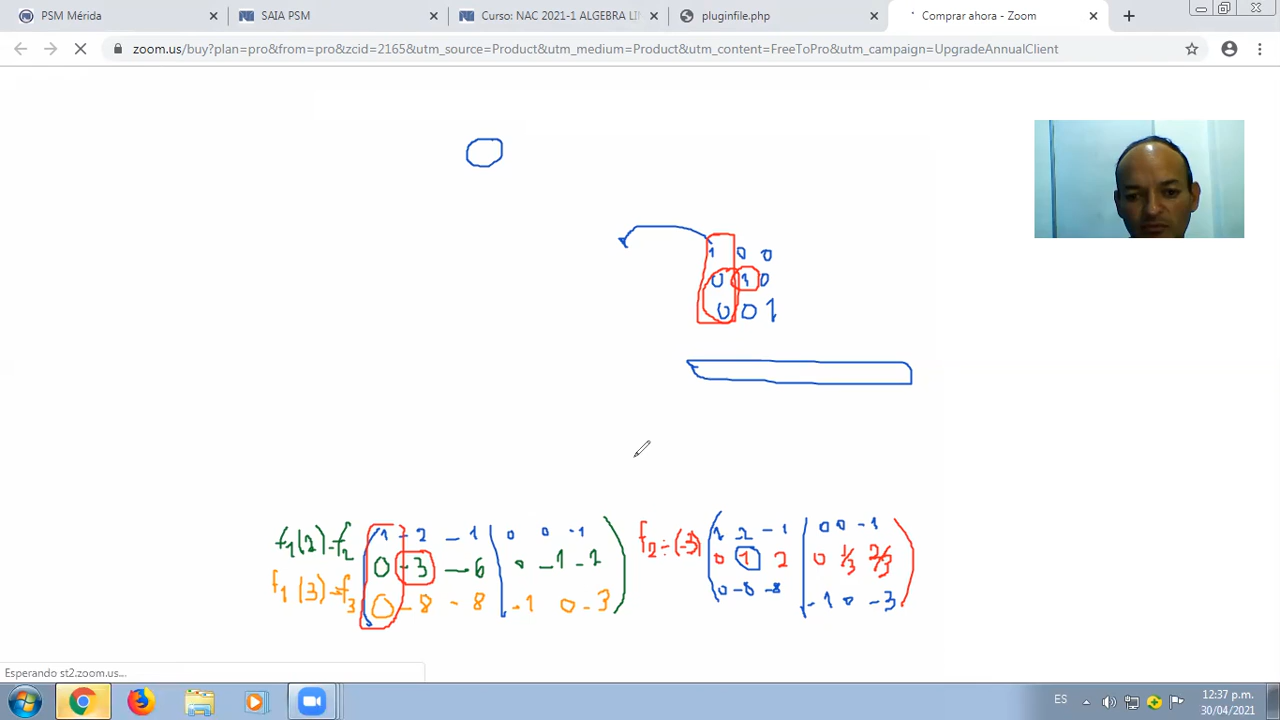 PSM Mérida
SAIA PSM
Curso: NAC 2021-1 ALGEBRA LI
pluginfile.php
Comprar ahora - Zoom
zoom.us/buy?plan=pro&from=pro&zcid=2165&utm_source=Product&utm_medium=Product&utm_content=FreeToPro&utm_campaign=UpgradeAnnualClient
1 0 0
0 1 0
0 0 1
f1(2)-f2 1 -2 -1 0 0 -1
0 -3 -6 0 -1 -2
f1(3)-f3 0 -8 -8 -1 0 -3
f2÷(-3) 1 2 -1 0 0 -1
0 1 2 0 1/3 2/3
0 -8 -8 -1 0 -3
Esperando st2.zoom.us...
ES
12:37 p.m.
30/04/2021